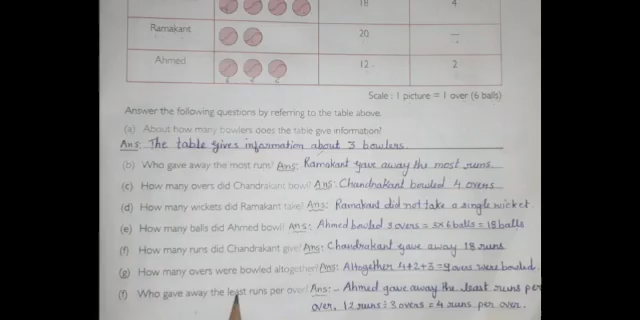 18 4
Ramakant 20 —
Ahmed 12 2
Scale : 1 picture = 1 over (6 balls)
Answer the following questions by referring to the table above.
(a) About how many bowlers does the table give information?
Ans: The table gives information about 3 bowlers.
(b) Who gave away the most runs? Ans: Ramakant gave away the most runs.
(c) How many overs did Chandrakant bowl? Ans: Chandrakant bowled 4 overs.
(d) How many wickets did Ramakant take? Ans: Ramakant did not take a single wicket.
(e) How many balls did Ahmed bowl? Ans: Ahmed bowled 3 overs = 3x6 balls = 18 balls
(f) How many runs did Chandrakant give? Ans: Chandrakant gave away 18 runs
(g) How many overs were bowled altogether? Ans: Altogether 4+2+3=9 overs were bowled.
(f) Who gave away the least runs per over? Ans:- Ahmed gave away the least runs per
over. 12 runs ÷ 3 overs = 4 runs per over.